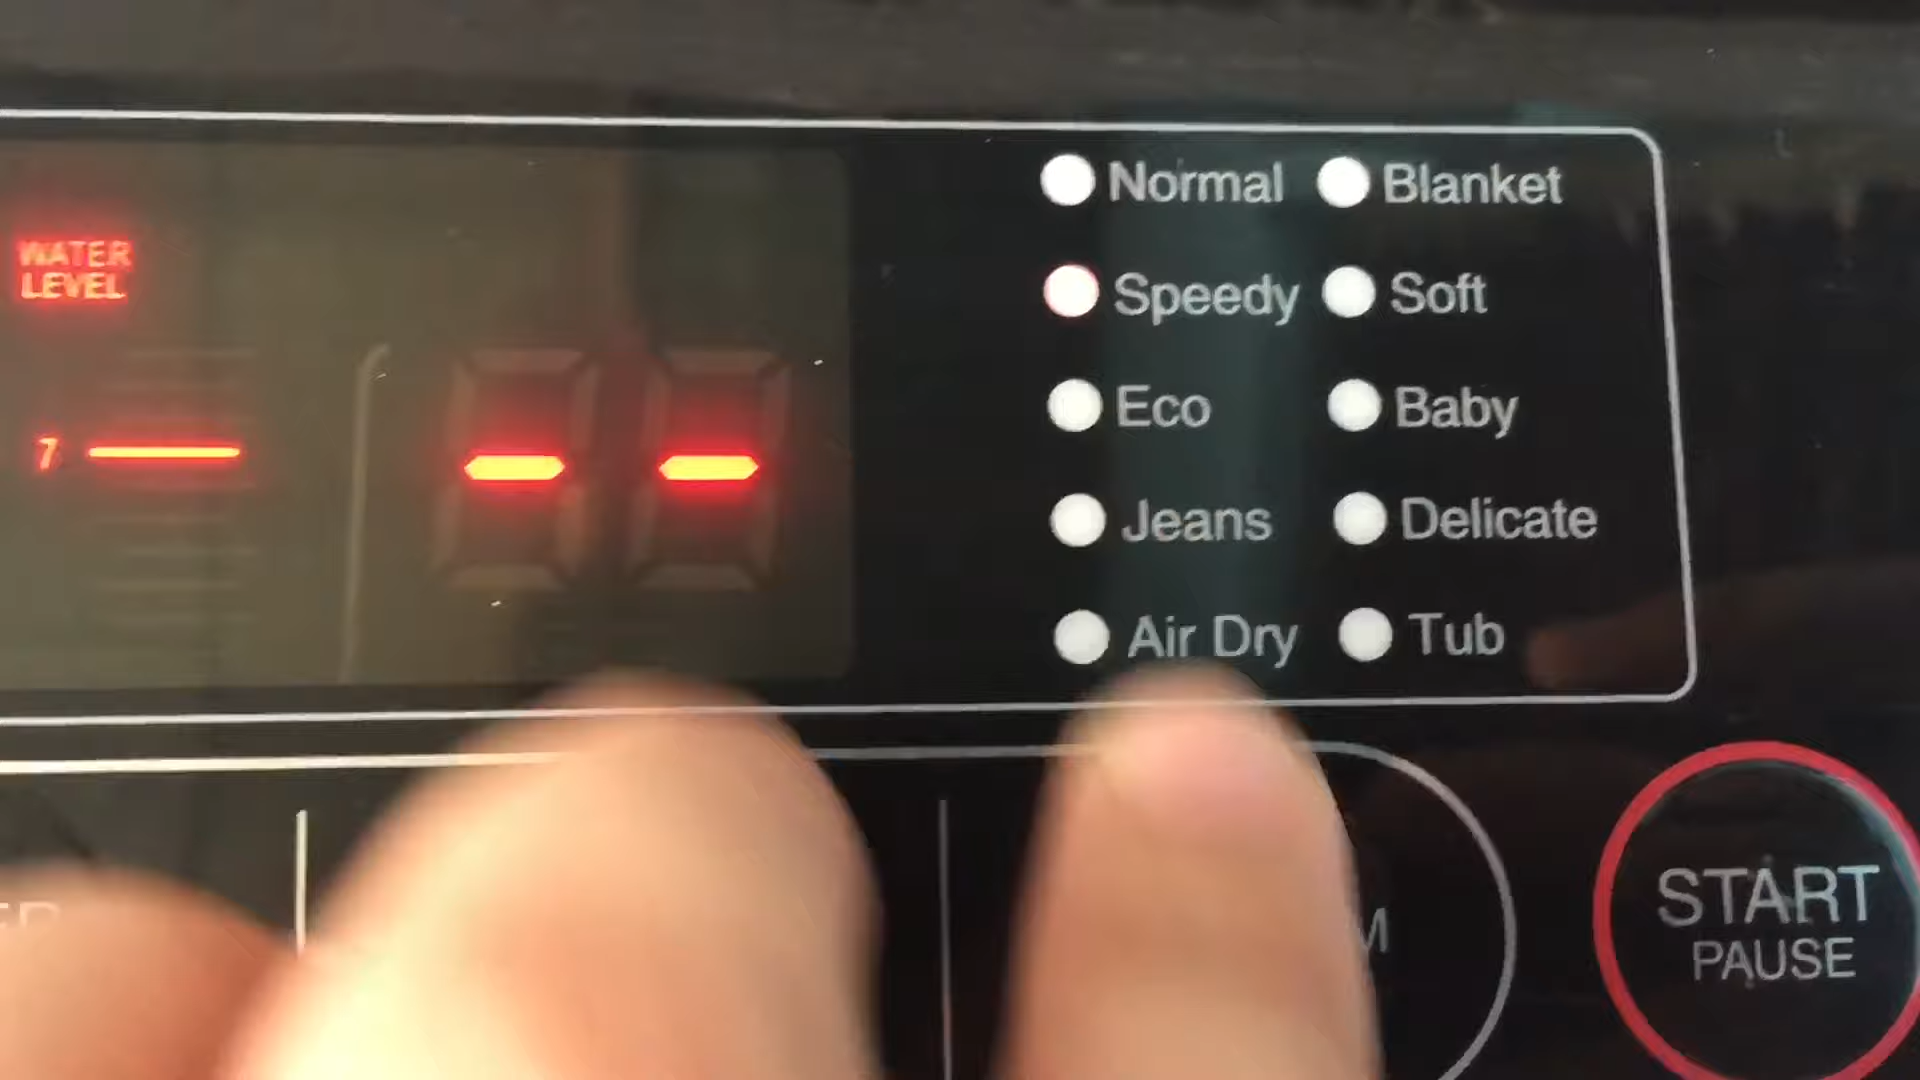 WATER
LEVEL
7
--
Normal
Blanket
Speedy
Soft
Eco
Baby
Jeans
Delicate
Air Dry
Tub
START
PAUSE